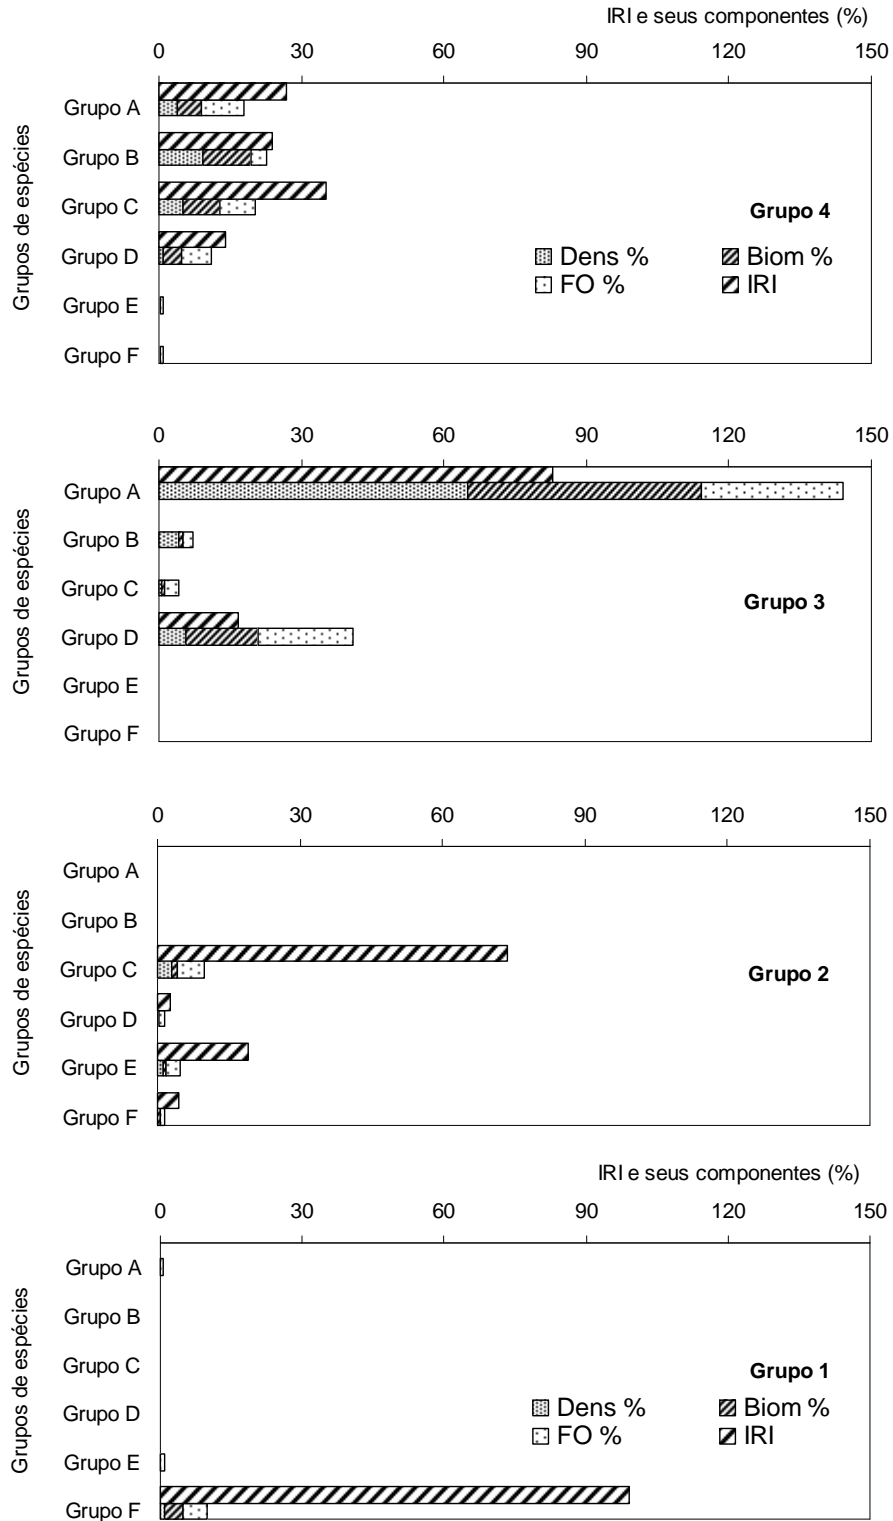 IRI e seus componentes (%)
0 30 60 90 120 150
Grupos de espécies
Grupo A
Grupo B
Grupo C
Grupo D
Grupo E
Grupo F
Grupo 4
Dens % Biom %
FO % IRI
0 30 60 90 120 150
Grupos de espécies
Grupo A
Grupo B
Grupo C
Grupo D
Grupo E
Grupo F
Grupo 3
0 30 60 90 120 150
Grupos de espécies
Grupo A
Grupo B
Grupo C
Grupo D
Grupo E
Grupo F
Grupo 2
IRI e seus componentes (%)
0 30 60 90 120 150
Grupos de espécies
Grupo A
Grupo B
Grupo C
Grupo D
Grupo E
Grupo F
Grupo 1
Dens % Biom %
FO % IRI